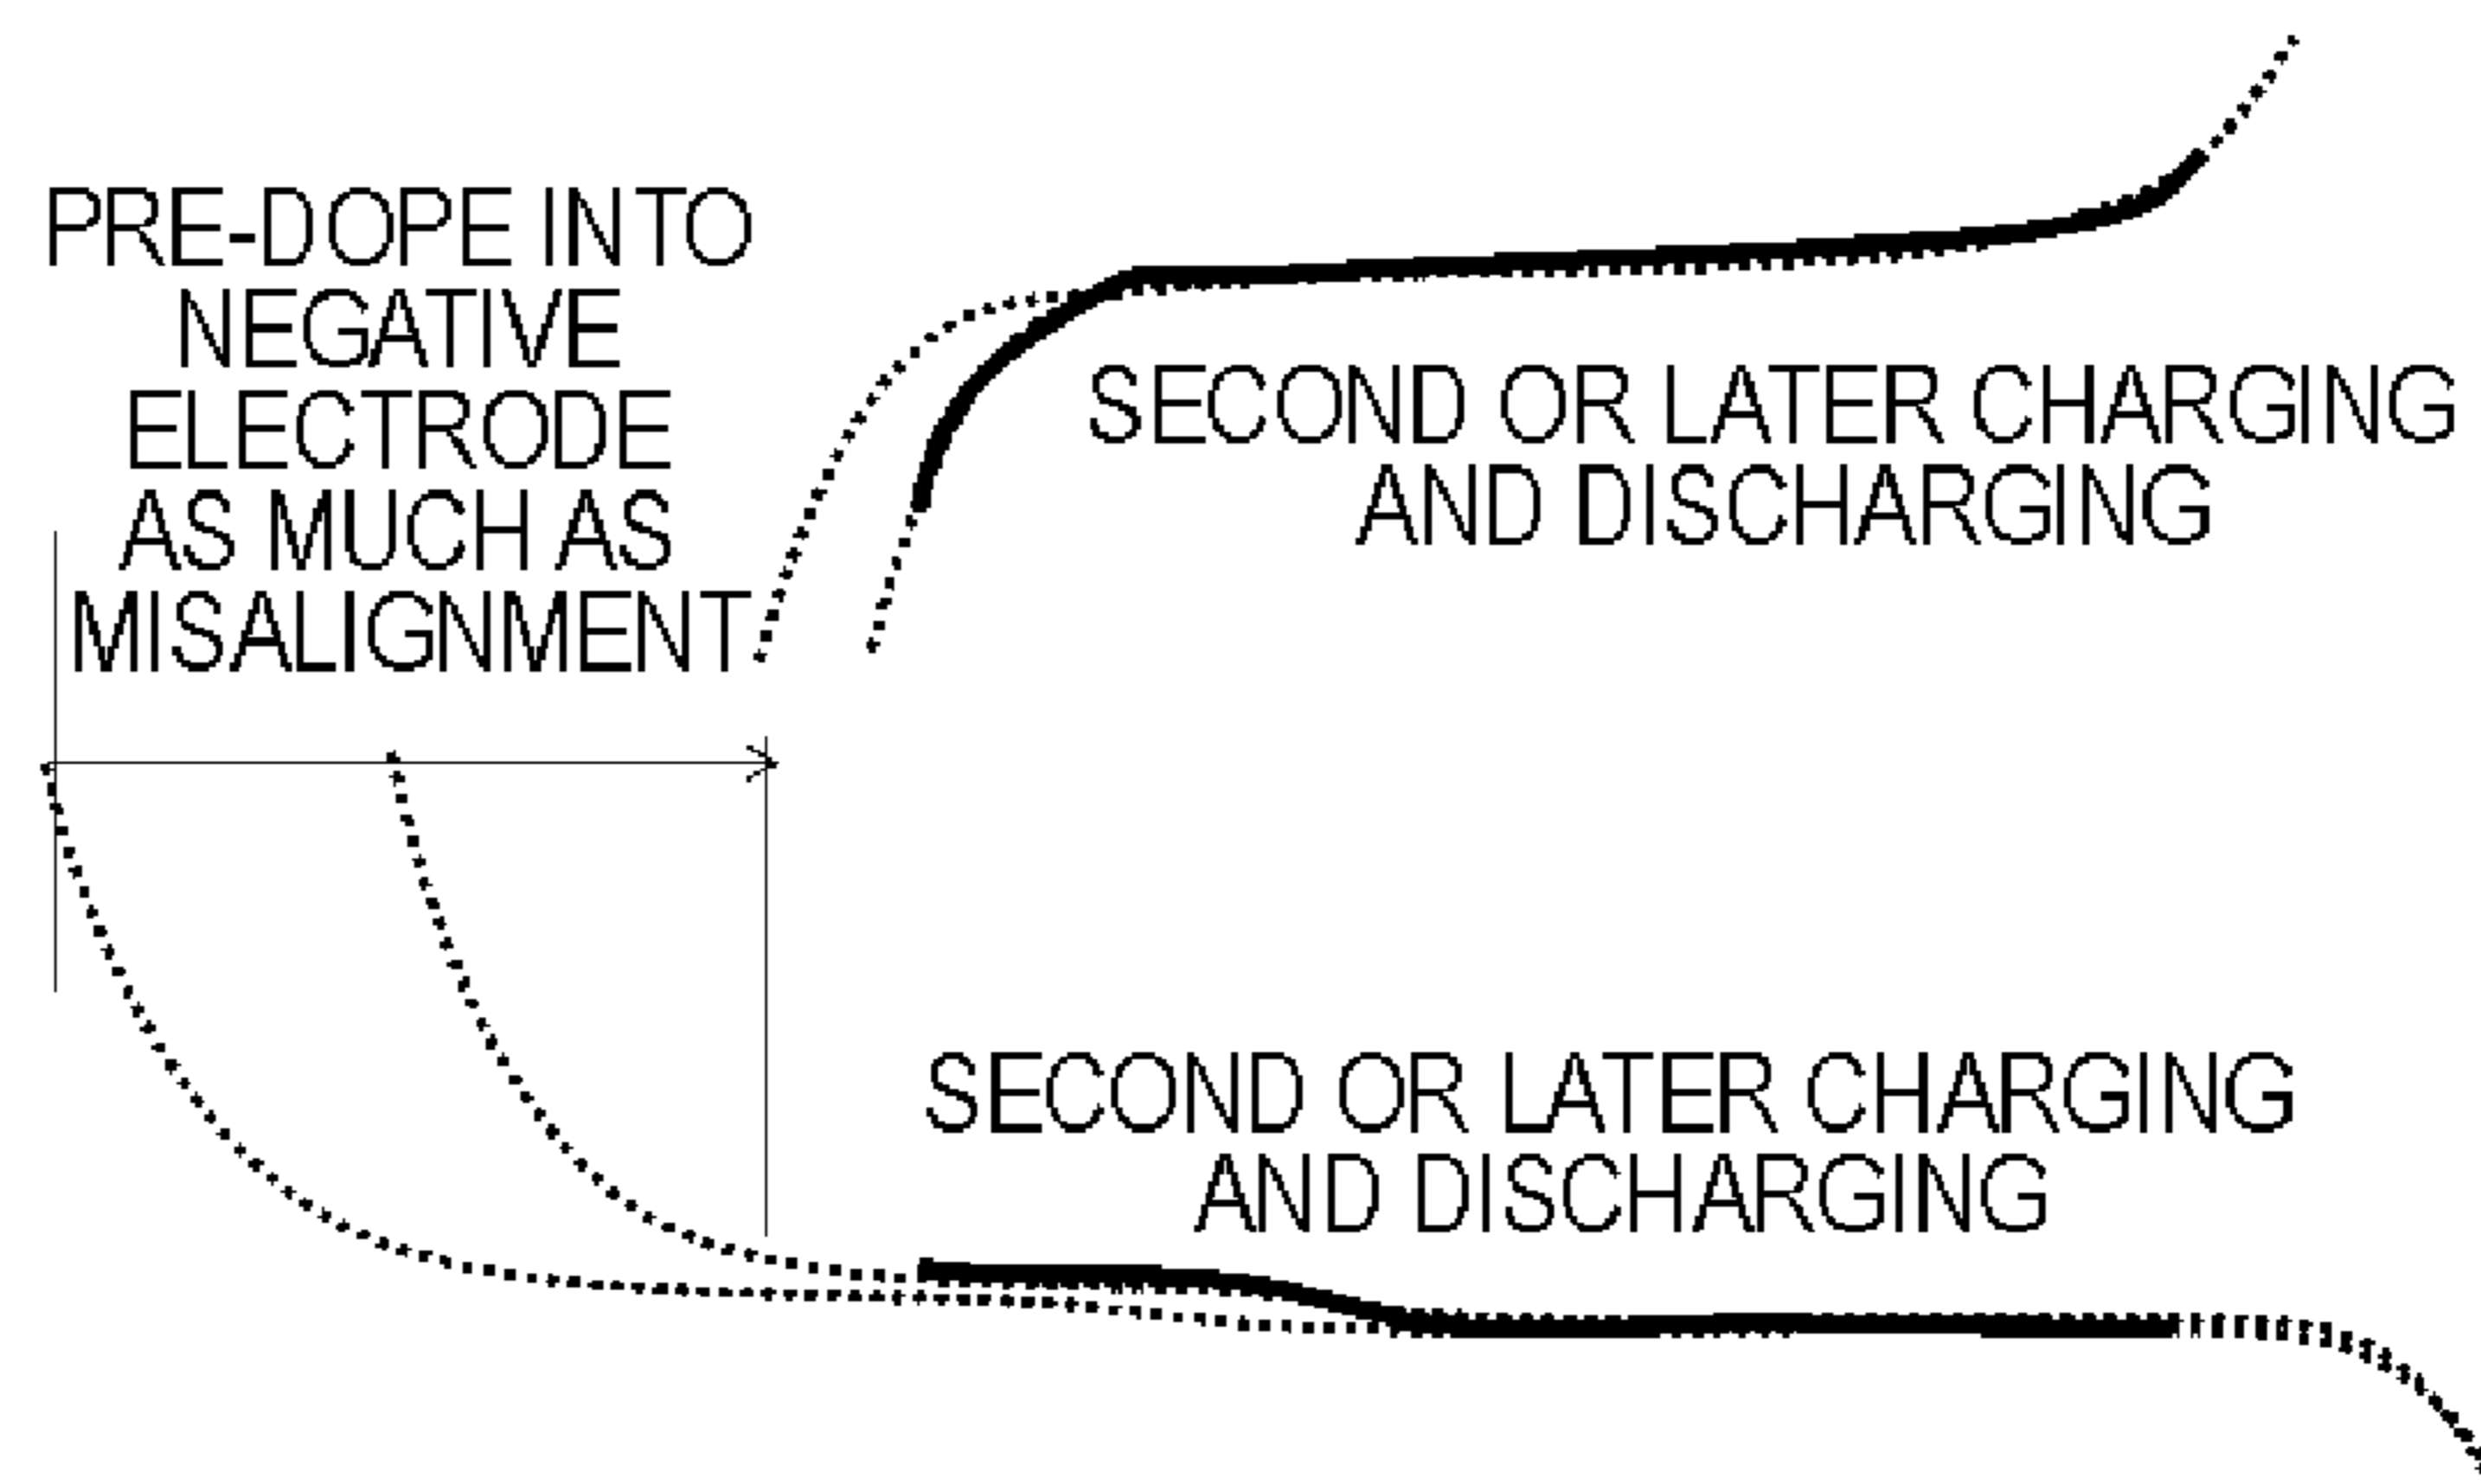 PRE-DOPE INTO
NEGATIVE
ELECTRODE
AS MUCH AS
MISALIGNMENT
SECOND OR LATER CHARGING
AND DISCHARGING
SECOND OR LATER CHARGING
AND DISCHARGING